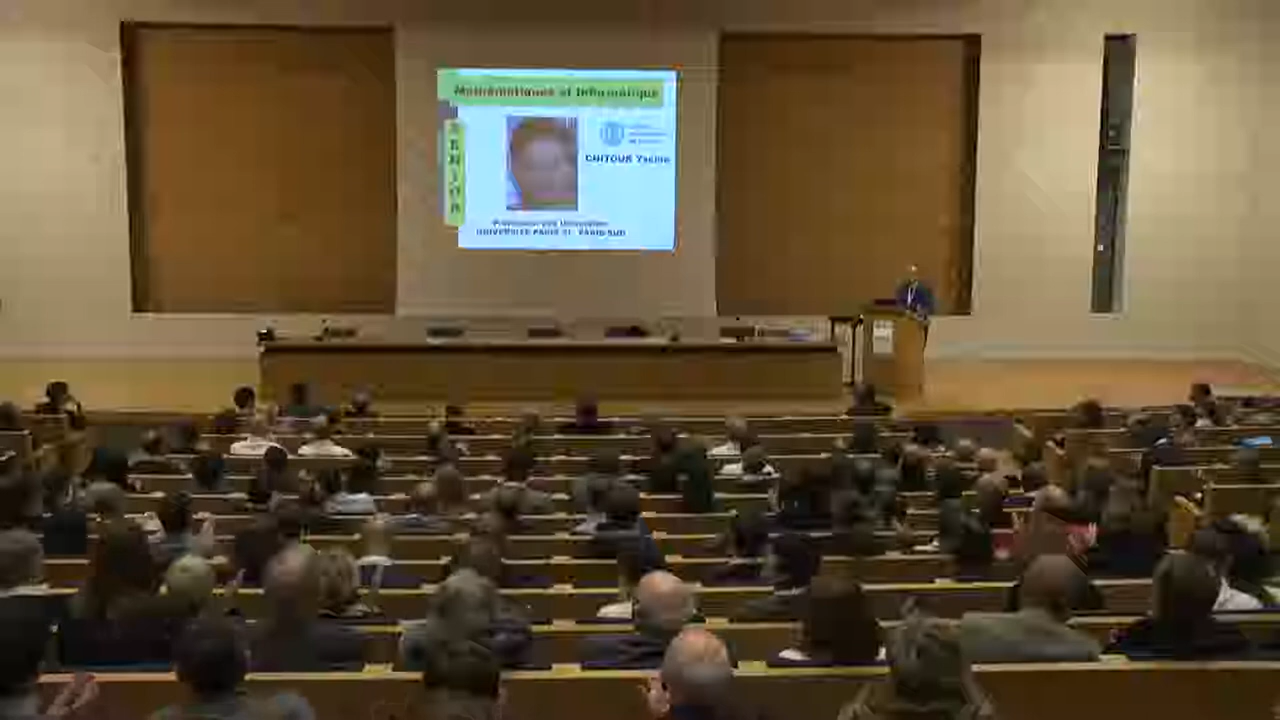 Mathématiques et Informatique
SENIOR
CHITOUR Yacine
Professeur des Universités
UNIVERSITE PARIS 11 - PARIS SUD